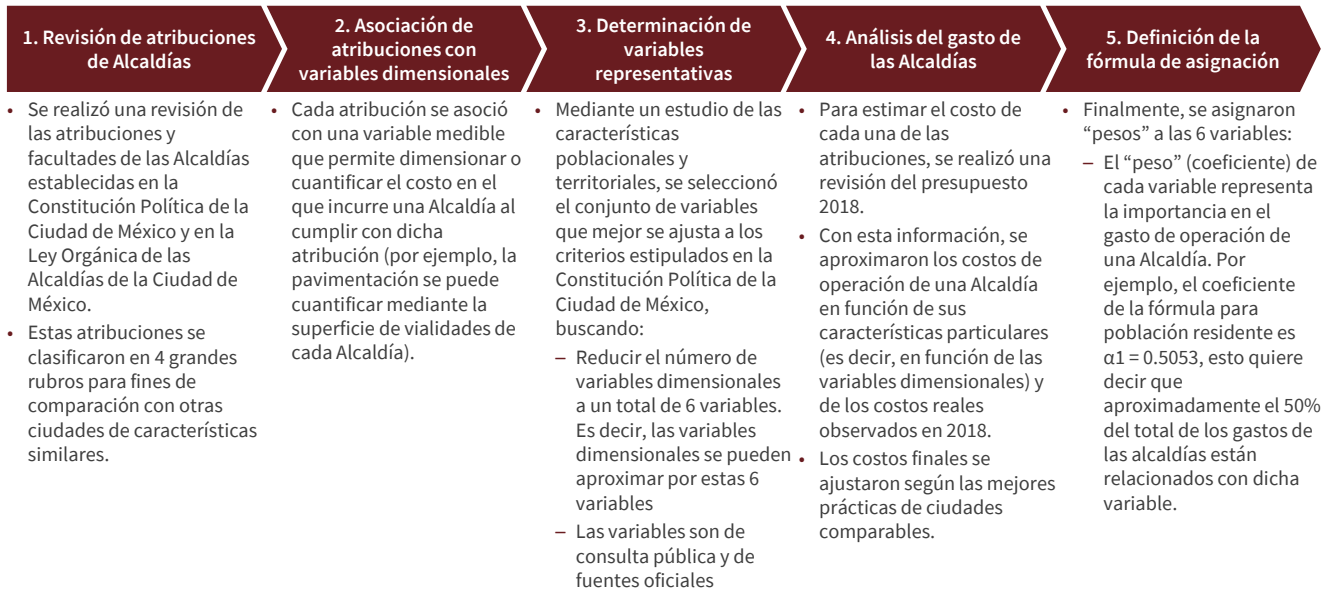 1. Revisión de atribuciones
de Alcaldías
2. Asociación de
atribuciones con
variables dimensionales
3. Determinación de
variables
representativas
4. Análisis del gasto de
las Alcaldías
5. Definición de la
fórmula de asignación
• Se realizó una revisión de
las atribuciones y
facultades de las Alcaldías
establecidas en la
Constitución Política de la
Ciudad de México y en la
Ley Orgánica de las
Alcaldías de la Ciudad de
México.
• Estas atribuciones se
clasificaron en 4 grandes
rubros para fines de
comparación con otras
ciudades de características
similares.
• Cada atribución se asoció
con una variable medible
que permite dimensionar o
cuantificar el costo en el
que incurre una Alcaldía al
cumplir con dicha
atribución (por ejemplo, la
pavimentación se puede
cuantificar mediante la
superficie de vialidades de
cada Alcaldía).
• Mediante un estudio de las
características
poblacionales y
territoriales, se seleccionó
el conjunto de variables
que mejor se ajusta a los
criterios estipulados en la
Constitución Política de la
Ciudad de México,
buscando:
– Reducir el número de
variables dimensionales
a un total de 6 variables.
Es decir, las variables
dimensionales se pueden
aproximar por estas 6
variables
– Las variables son de
consulta pública y de
fuentes oficiales
• Para estimar el costo de
cada una de las
atribuciones, se realizó una
revisión del presupuesto
2018.
• Con esta información, se
aproximaron los costos de
operación de una Alcaldía
en función de sus
características particulares
(es decir, en función de las
variables dimensionales) y
de los costos reales
observados en 2018.
• Los costos finales se
ajustaron según las mejores
prácticas de ciudades
comparables.
• Finalmente, se asignaron
“pesos” a las 6 variables:
– El “peso” (coeficiente) de
cada variable representa
la importancia en el
gasto de operación de
una Alcaldía. Por
ejemplo, el coeficiente
de la fórmula para
población residente es
α1 = 0.5053, esto quiere
decir que
aproximadamente el 50%
del total de los gastos de
las alcaldías están
relacionados con dicha
variable.